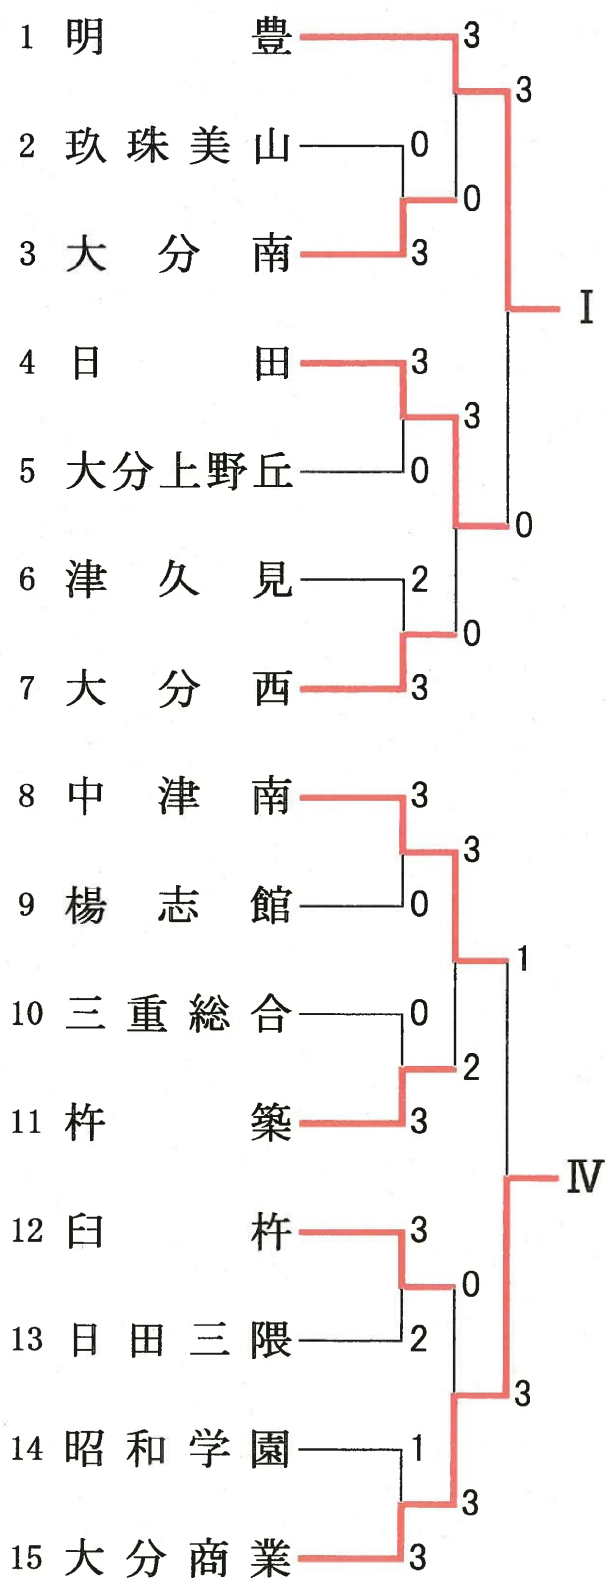 1 明豊 3
3
2 玖珠美山 0
0
3 大分南 3
I
4 日田 3
3
5 大分上野丘 0
0
6 津久見 2
0
7 大分西 3
8 中津南 3
3
9 楊志館 0
1
10 三重総合 0
2
11 杵築 3
IV
12 臼杵 3
0
13 日田三隈 2
3
14 昭和学園 1
3
15 大分商業 3